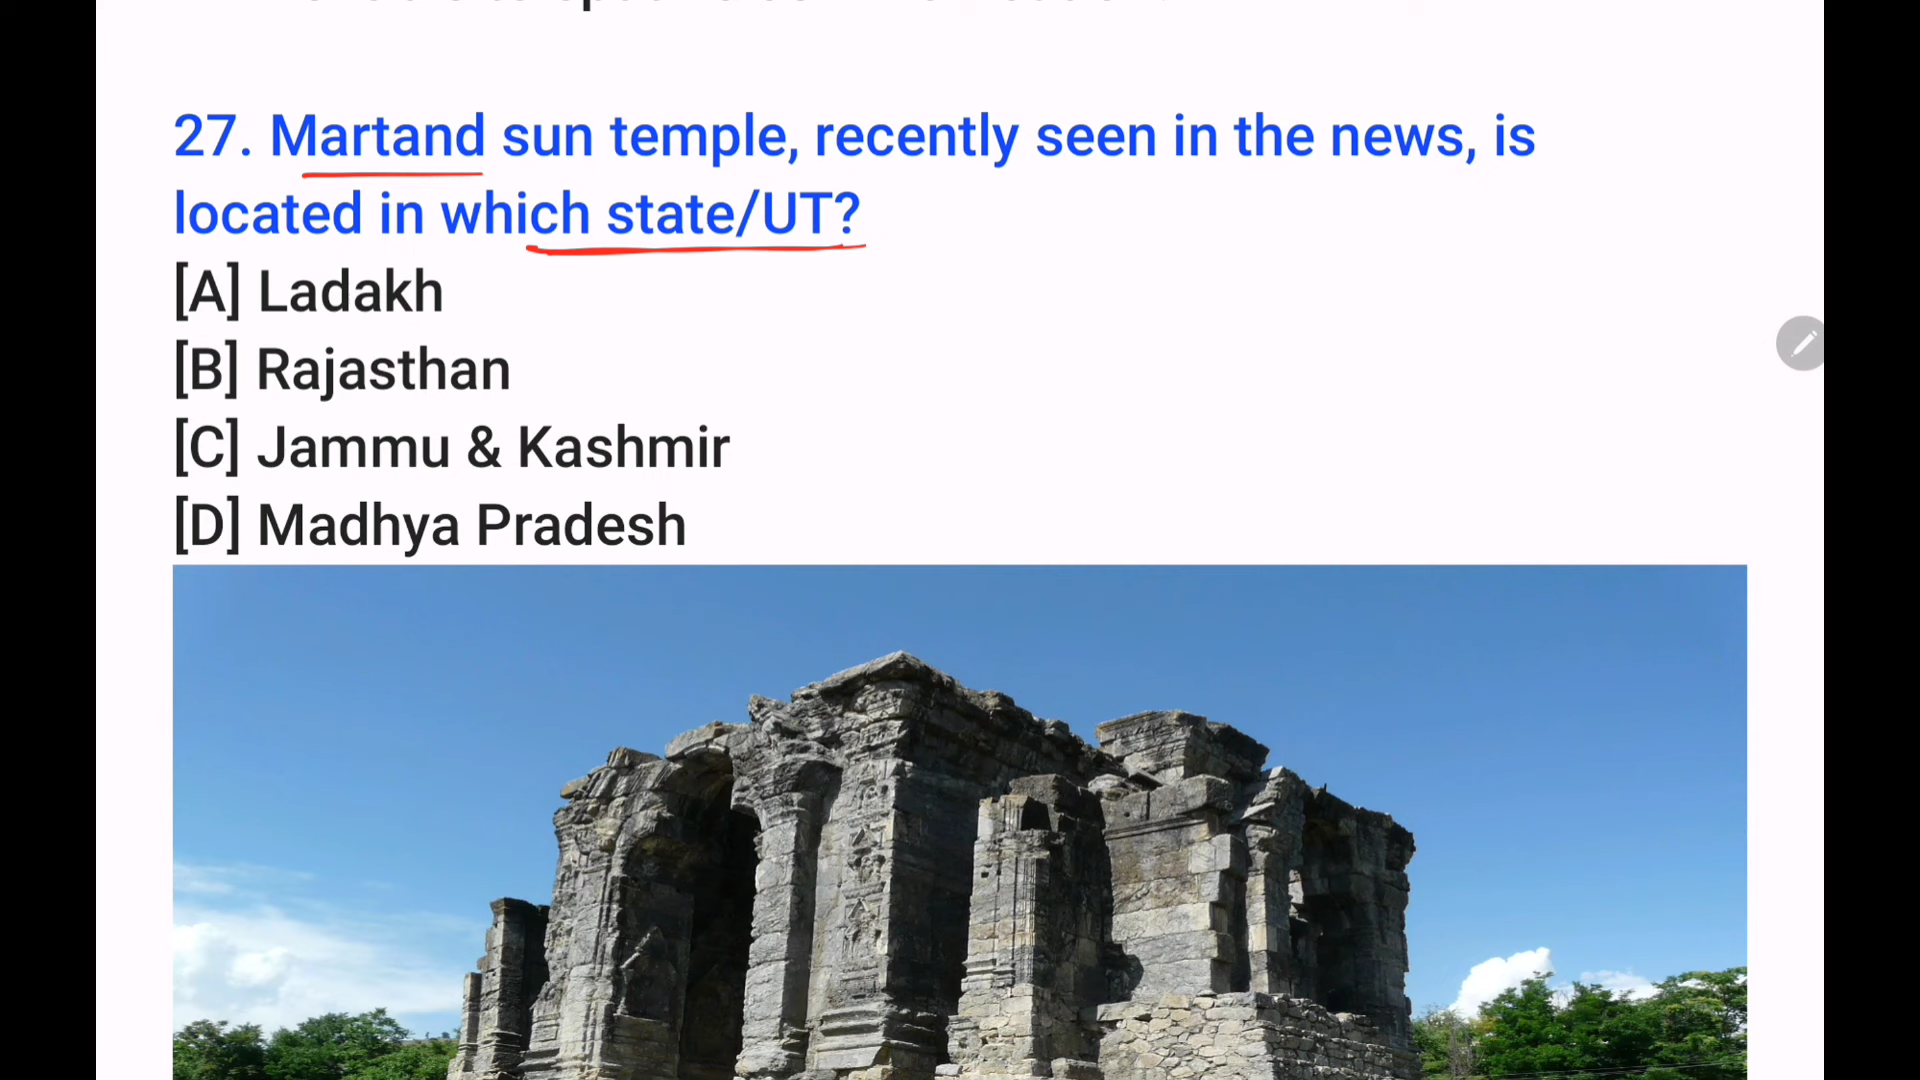 27. Martand sun temple, recently seen in the news, is
located in which state/UT?
[A] Ladakh
[B] Rajasthan
[C] Jammu & Kashmir
[D] Madhya Pradesh